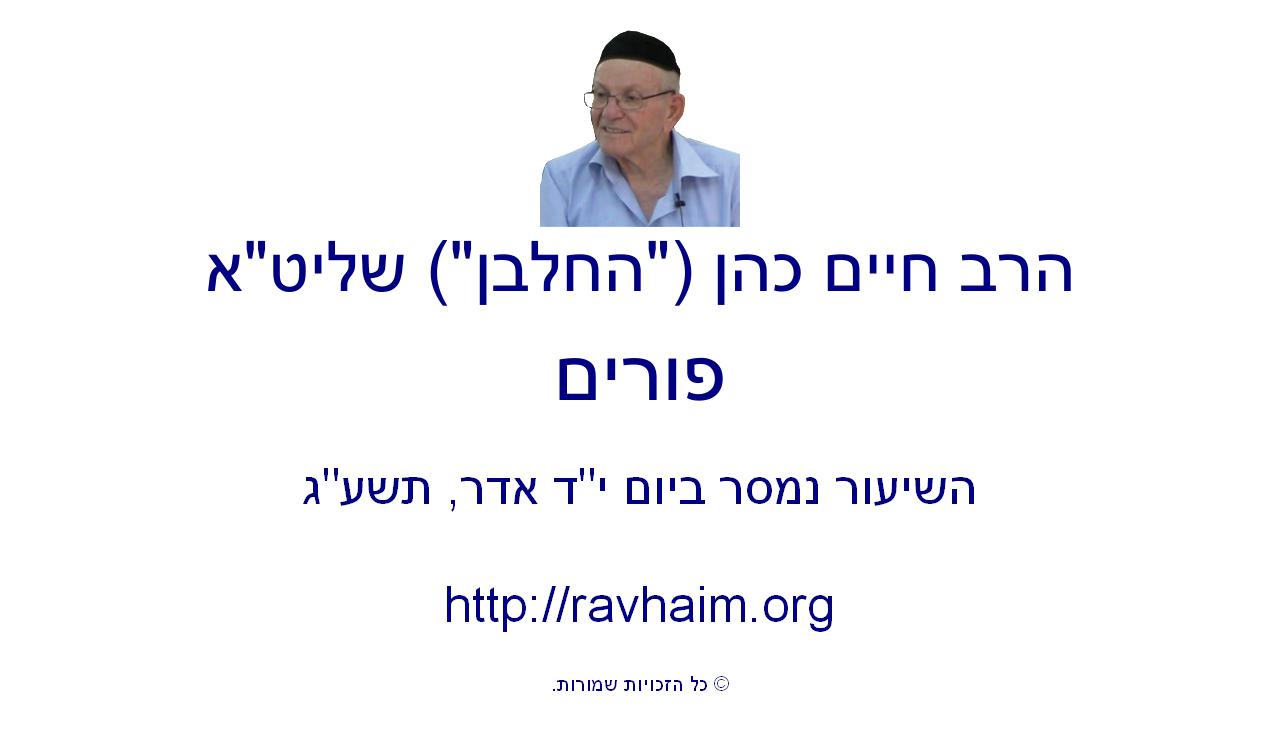 הרב חיים כהן ("החלבן") שליט"א
פורים
השיעור נמסר ביום י''ד אדר, תשע''ג
http://ravhaim.org
© כל הזכויות שמורות.